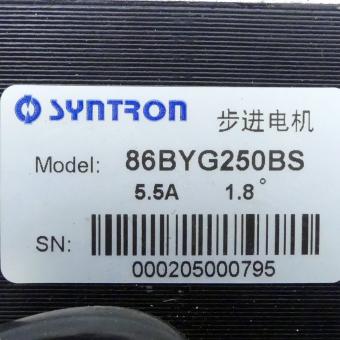 SYNTRON 步进电机
Model: 86BYG250BS
5.5A 1.8°
SN:
000205000795